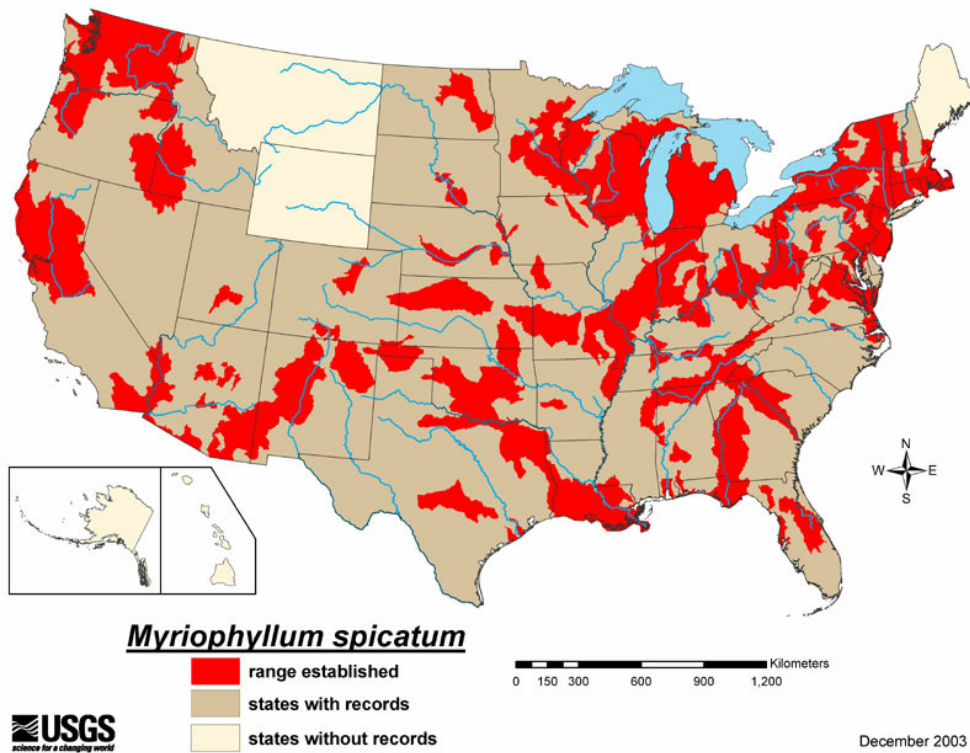 N
W E
S
Myriophyllum spicatum
range established
states with records
states without records
Kilometers
0 150 300 600 900 1,200
USGS
science for a changing world
December 2003